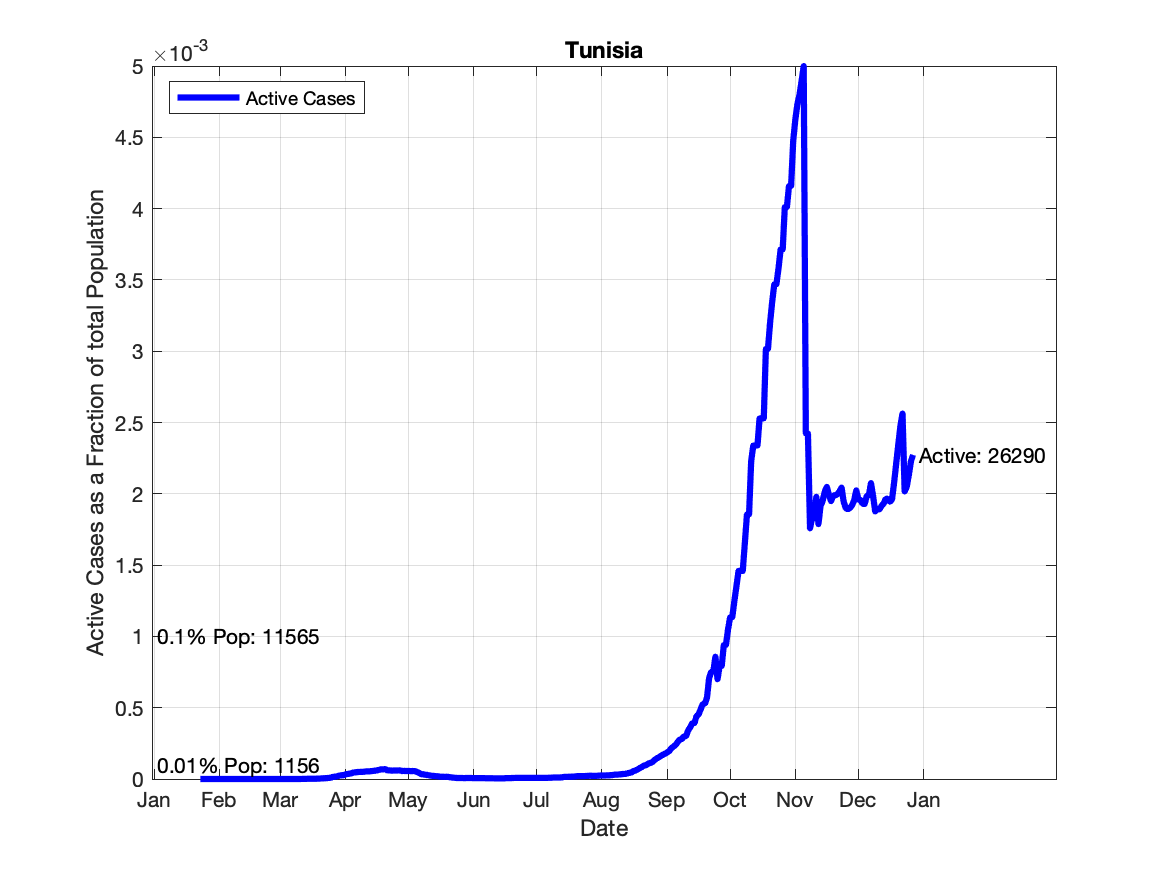 Tunisia
×10-3
Active Cases
5
4.5
4
3.5
3
2.5
2
1.5
1
0.5
0
Active Cases as a Fraction of total Population
Active: 26290
0.1% Pop: 11565
0.01% Pop: 1156
Jan Feb Mar Apr May Jun Jul Aug Sep Oct Nov Dec Jan
Date